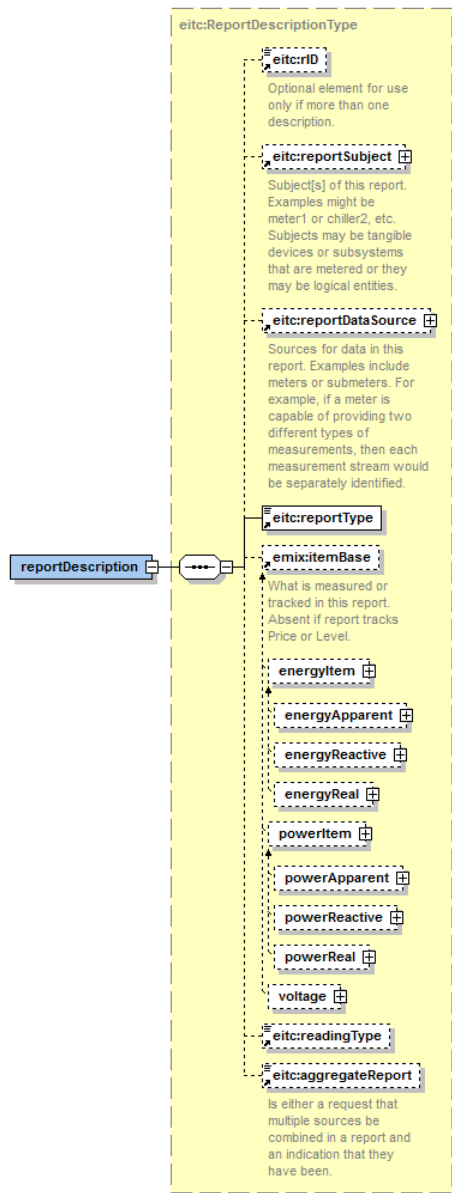 eitc:ReportDescriptionType
eitc:rID
Optional element for use
only if more than one
description.
eitc:reportSubject
Subject[s] of this report.
Examples might be
meter1 or chiller2, etc.
Subjects may be tangible
devices or subsystems
that are metered or they
may be logical entities.
eitc:reportDataSource
Sources for data in this
report. Examples include
meters or submeters. For
example, if a meter is
capable of providing two
different types of
measurements, then each
measurement stream would
be separately identified.
eitc:reportType
reportDescription
emix:itemBase
What is measured or
tracked in this report.
Absent if report tracks
Price or Level.
energyItem
energyApparent
energyReactive
energyReal
powerItem
powerApparent
powerReactive
powerReal
voltage
eitc:readingType
eitc:aggregateReport
Is either a request that
multiple sources be
combined in a report and
an indication that they
have been.